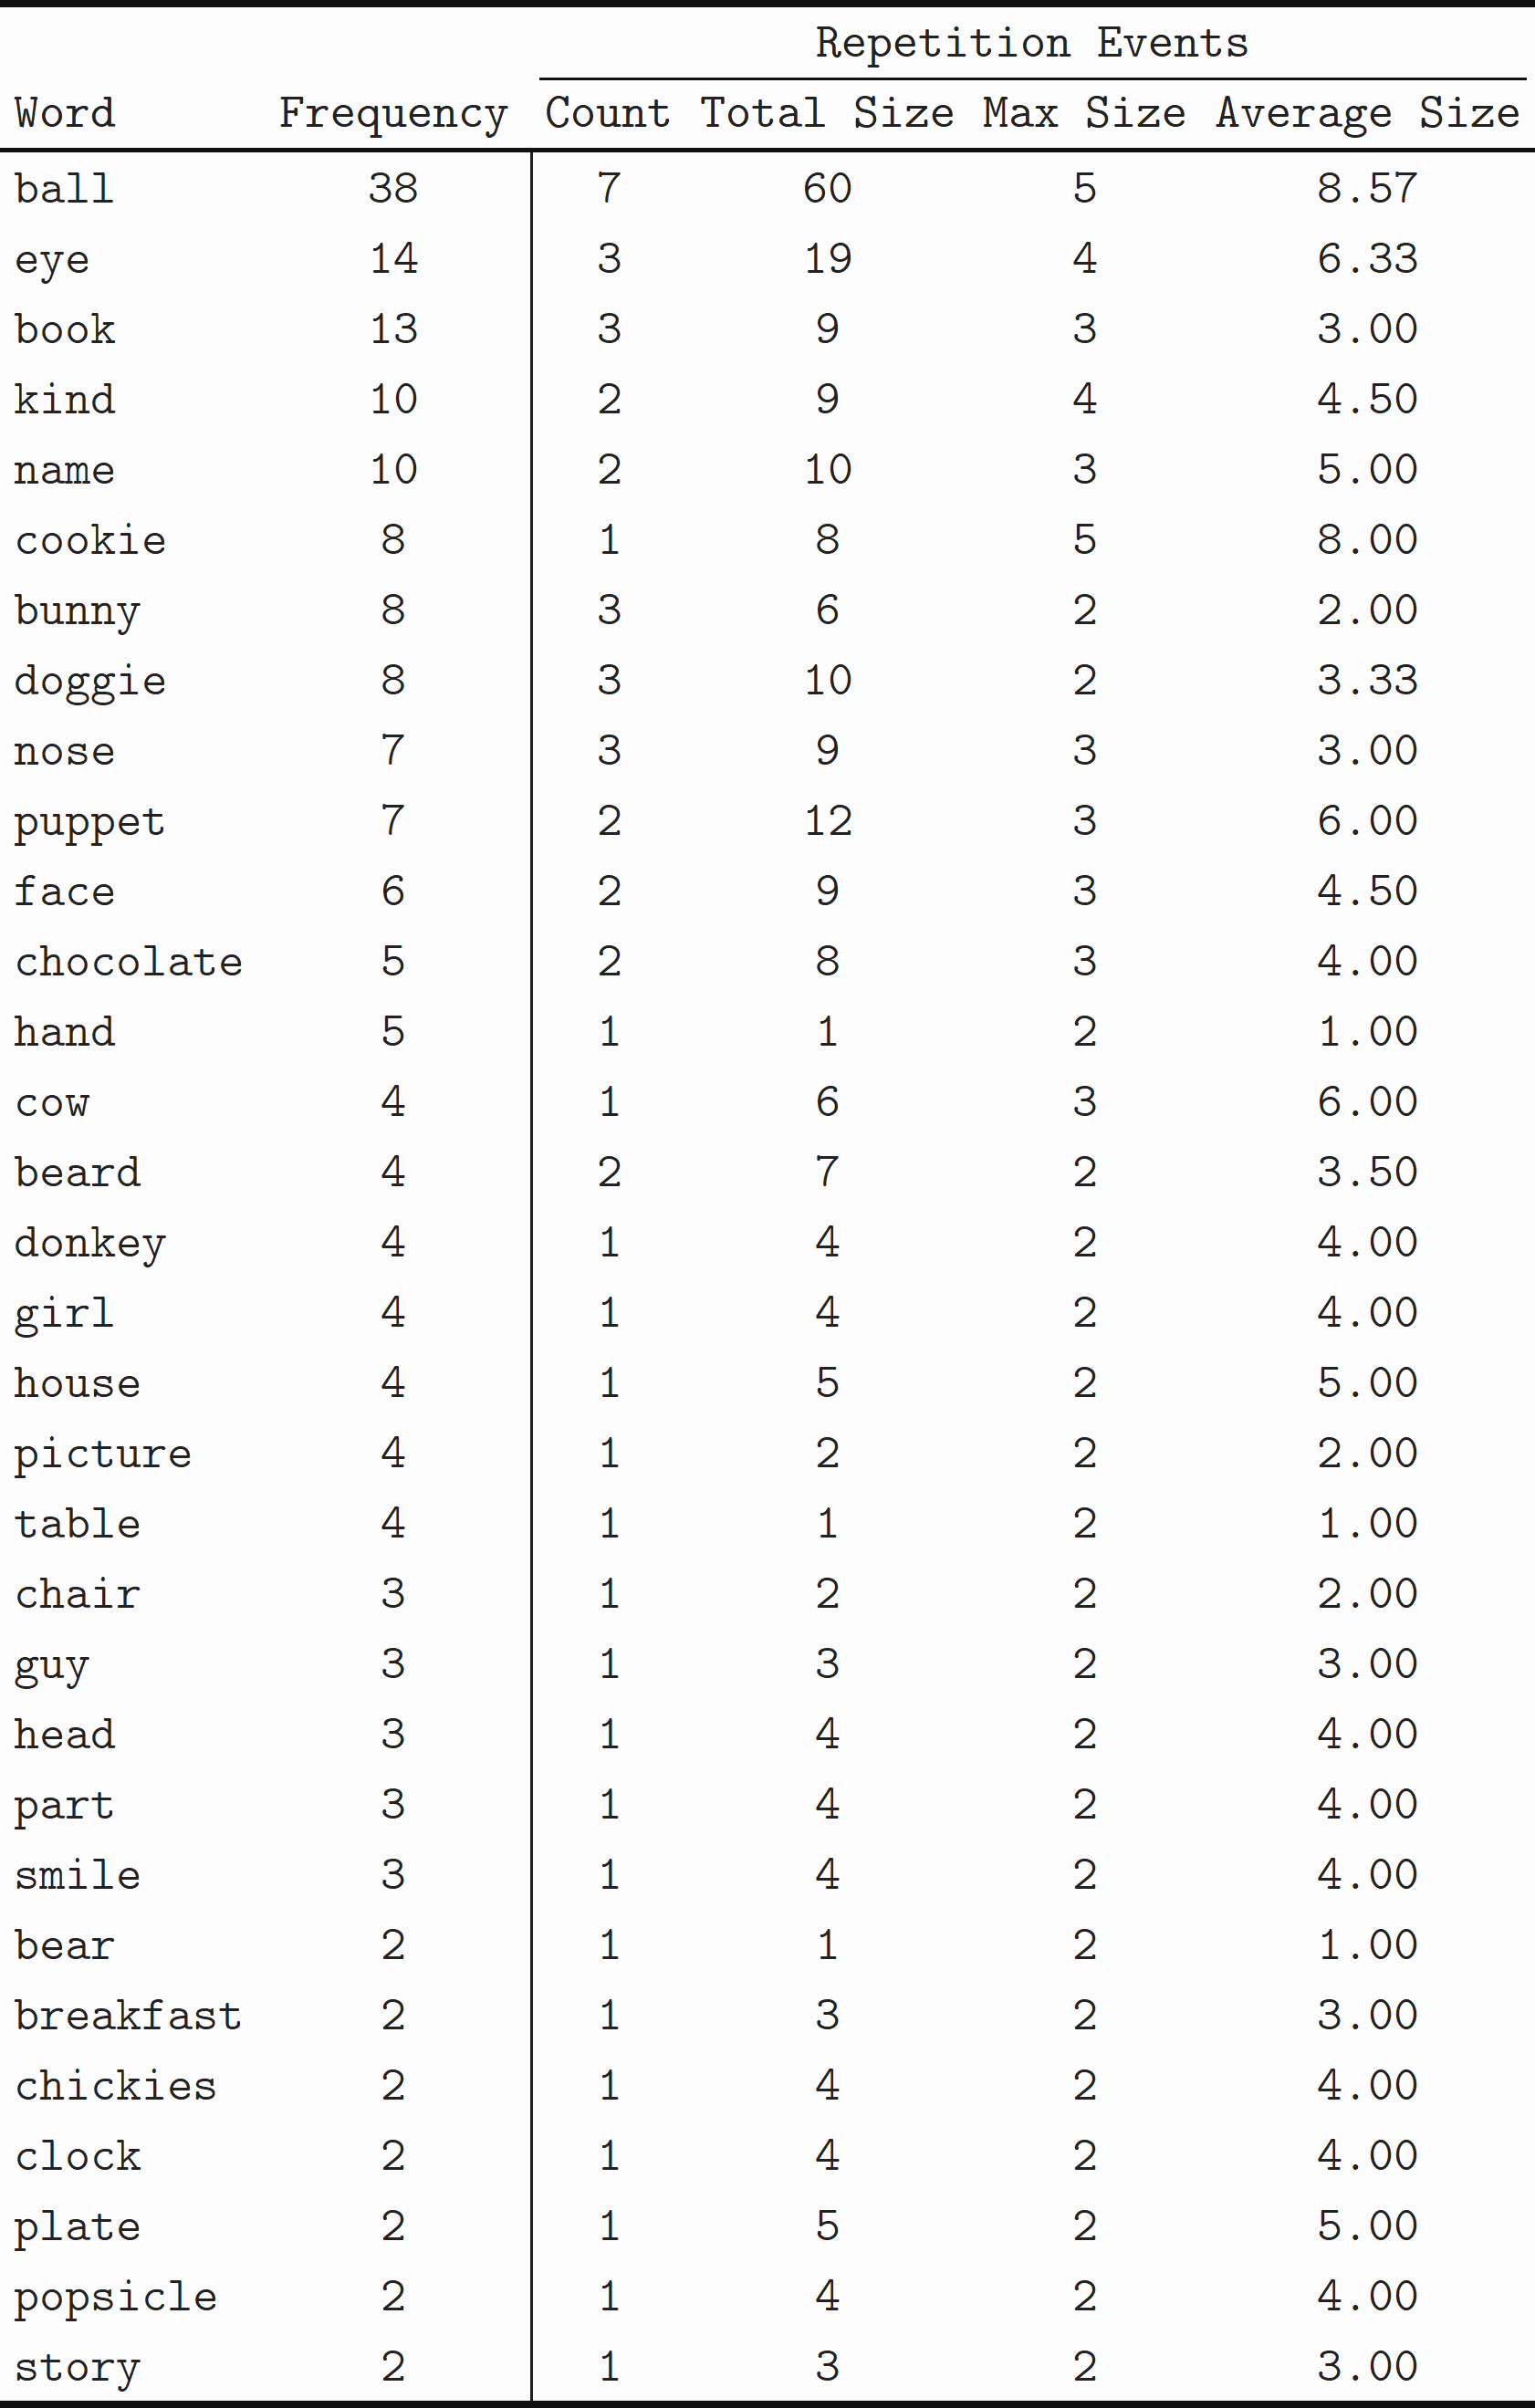 Repetition Events
Word Frequency Count Total Size Max Size Average Size
ball 38 7 60 5 8.57
eye 14 3 19 4 6.33
book 13 3 9 3 3.00
kind 10 2 9 4 4.50
name 10 2 10 3 5.00
cookie 8 1 8 5 8.00
bunny 8 3 6 2 2.00
doggie 8 3 10 2 3.33
nose 7 3 9 3 3.00
puppet 7 2 12 3 6.00
face 6 2 9 3 4.50
chocolate 5 2 8 3 4.00
hand 5 1 1 2 1.00
cow 4 1 6 3 6.00
beard 4 2 7 2 3.50
donkey 4 1 4 2 4.00
girl 4 1 4 2 4.00
house 4 1 5 2 5.00
picture 4 1 2 2 2.00
table 4 1 1 2 1.00
chair 3 1 2 2 2.00
guy 3 1 3 2 3.00
head 3 1 4 2 4.00
part 3 1 4 2 4.00
smile 3 1 4 2 4.00
bear 2 1 1 2 1.00
breakfast 2 1 3 2 3.00
chickies 2 1 4 2 4.00
clock 2 1 4 2 4.00
plate 2 1 5 2 5.00
popsicle 2 1 4 2 4.00
story 2 1 3 2 3.00